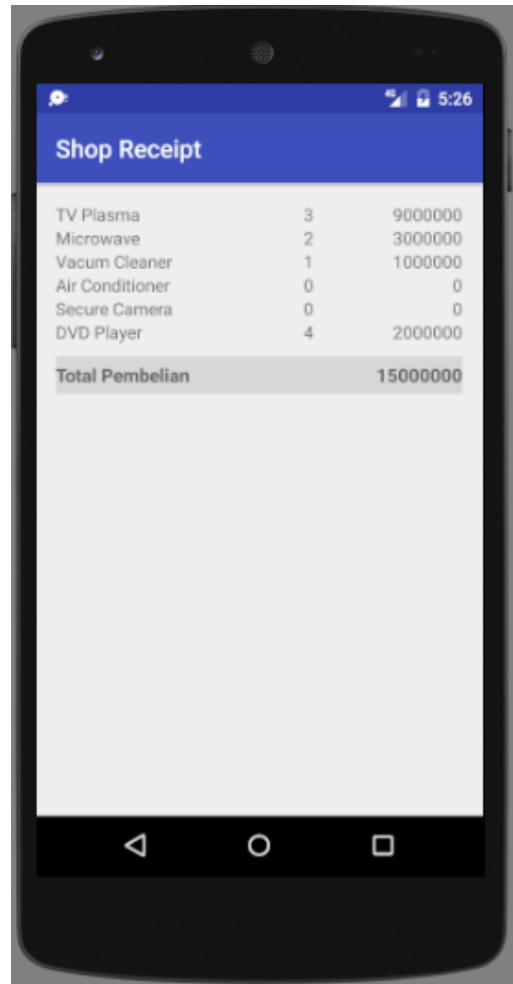 4G 5:26
Shop Receipt
TV Plasma 3 9000000
Microwave 2 3000000
Vacum Cleaner 1 1000000
Air Conditioner 0 0
Secure Camera 0 0
DVD Player 4 2000000
Total Pembelian 15000000